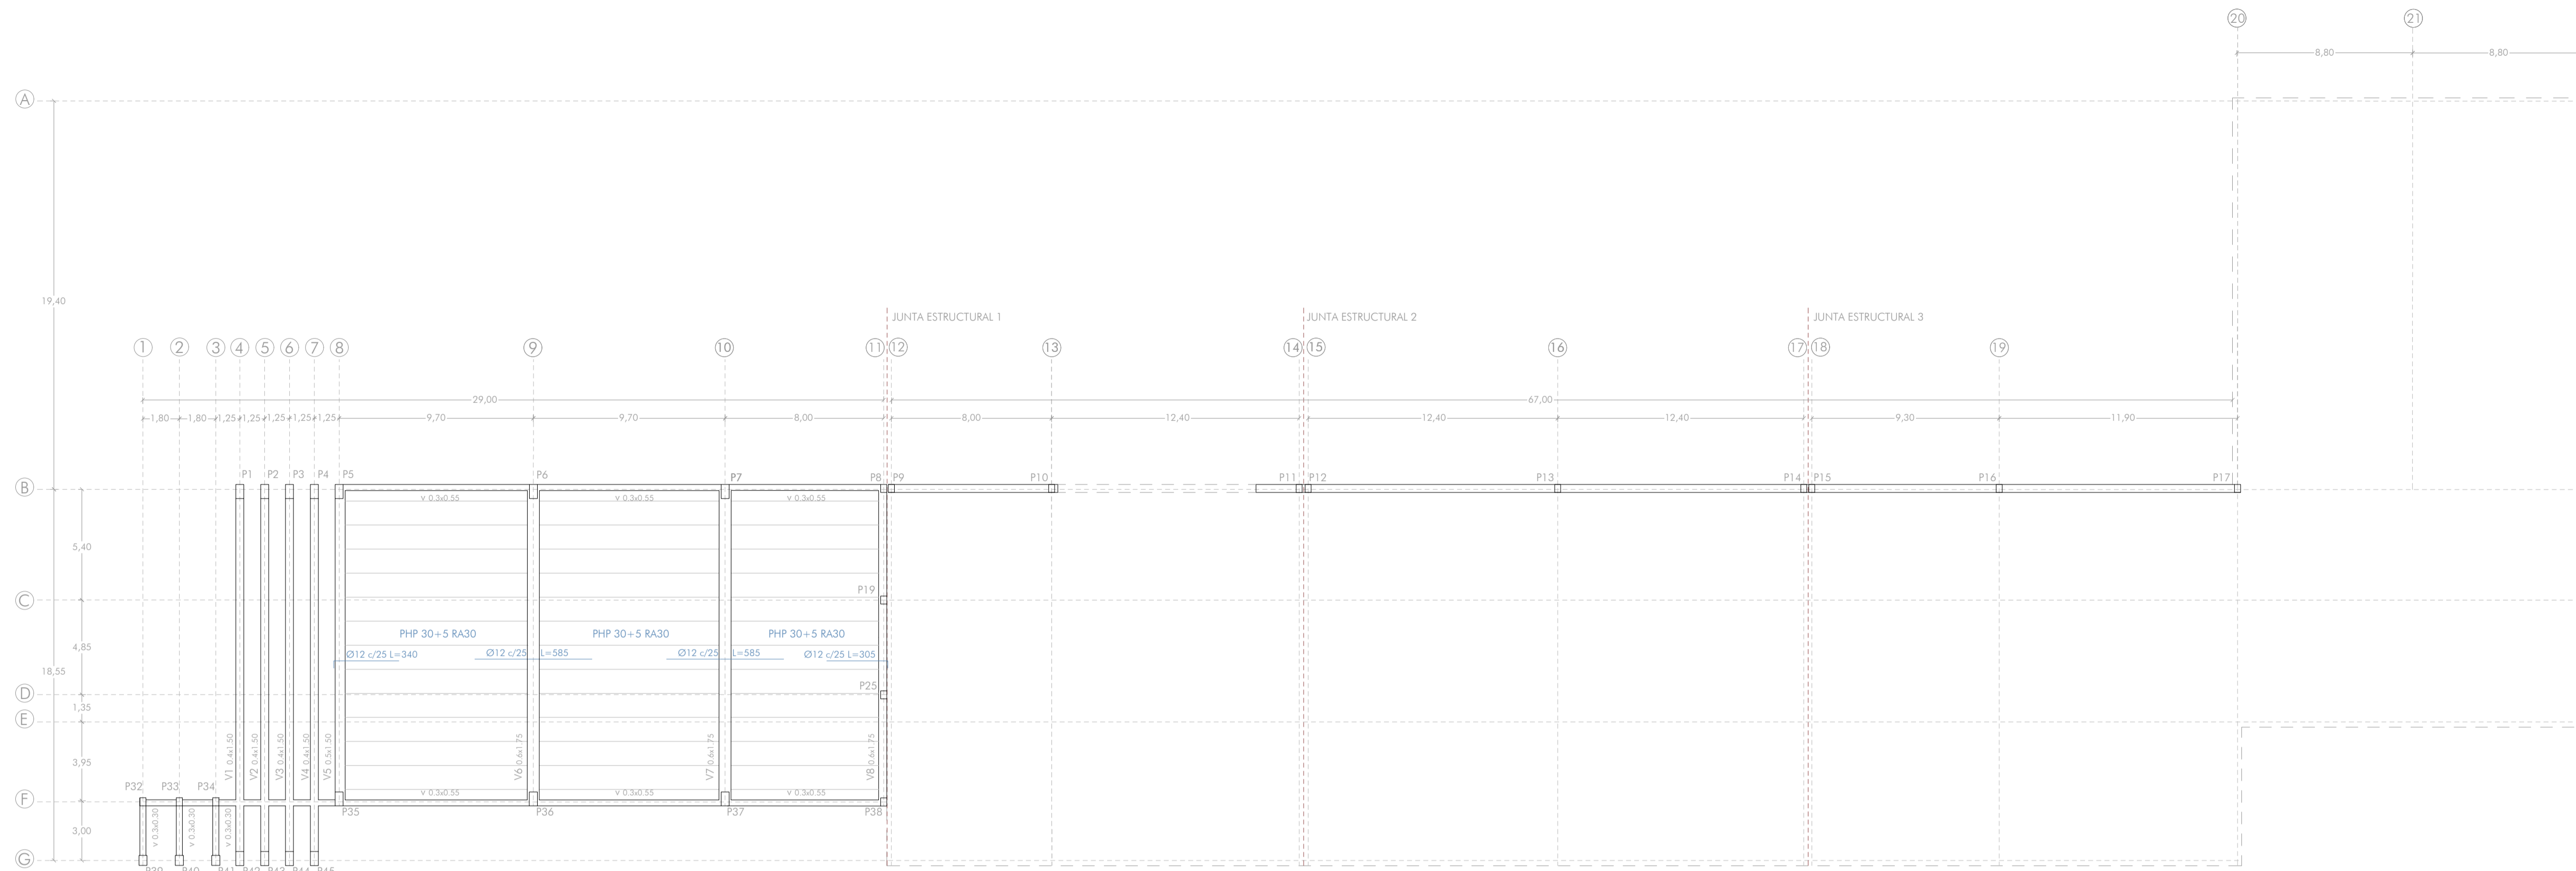 20 21
8,80 8,80
A
19,40
JUNTA ESTRUCTURAL 1 JUNTA ESTRUCTURAL 2 JUNTA ESTRUCTURAL 3
1 2 3 4 5 6 7 8 9 10 11 12 13 14 15 16 17 18 19
29,00 67,00
1,80 1,80 1,25 1,25 1,25 1,25 1,25 9,70 9,70 8,00 8,00 12,40 12,40 12,40 9,30 11,90
P1 P2 P3 P4 P5 P6 P7 P8 P9 P10 P11 P12 P13 P14 P15 P16 P17
B
v 0.3x0.55 v 0.3x0.55 v 0.3x0.55
5,40
P19
C
PHP 30+5 RA30 PHP 30+5 RA30 PHP 30+5 RA30
4,85
Ø12 c/25 L=340 Ø12 c/25 L=585 Ø12 c/25 L=585 Ø12 c/25 L=305
18,55
P25
D
1,35
E
V1 0.4x1.50 V2 0.4x1.50 V3 0.4x1.50 V4 0.4x1.50 V5 0.5x1.50 V6 0.6x1.75 V7 0.6x1.75 V8 0.6x1.75
3,95
P32 P33 P34
v 0.3x0.55 v 0.3x0.55 v 0.3x0.55
F
P35 P36 P37 P38
v 0.3x0.30 v 0.3x0.30 v 0.3x0.30
3,00
G
P39 P40 P41 P42 P43 P44 P45